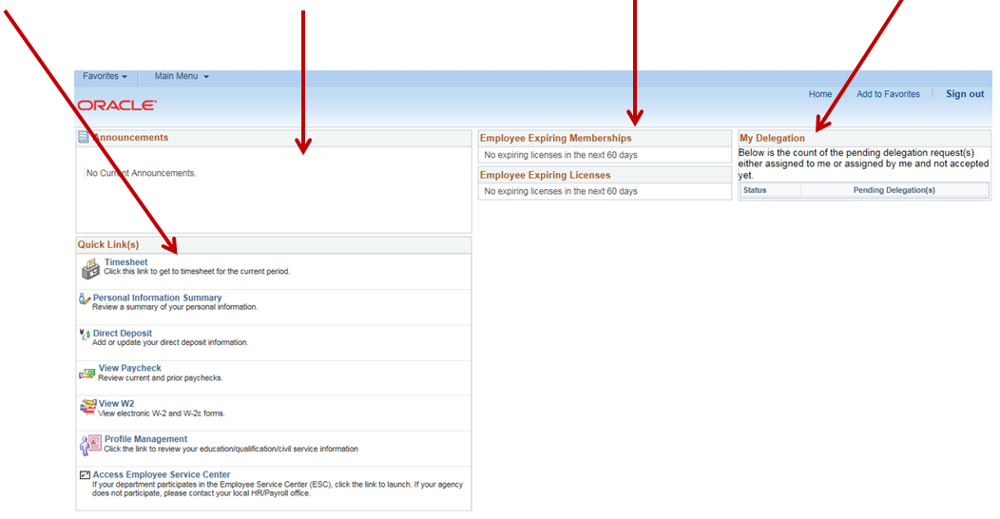 Favorites Main Menu
Home Add to Favorites Sign out
ORACLE
Announcements
No Current Announcements.
Quick Link(s)
Timesheet
Click this link to get to timesheet for the current period.
Personal Information Summary
Review a summary of your personal information.
Direct Deposit
Add or update your direct deposit information.
View Paycheck
Review current and prior paychecks.
View W2
View electronic W-2 and W-2c forms.
Profile Management
Click the link to review your education/qualification/civil service information
Access Employee Service Center
If your department participates in the Employee Service Center (ESC), click the link to launch. If your agency
does not participate, please contact your local HR/Payroll office.
Employee Expiring Memberships
No expiring licenses in the next 60 days
Employee Expiring Licenses
No expiring licenses in the next 60 days
My Delegation
Below is the count of the pending delegation request(s)
either assigned to me or assigned by me and not accepted
yet.
Status Pending Delegation(s)